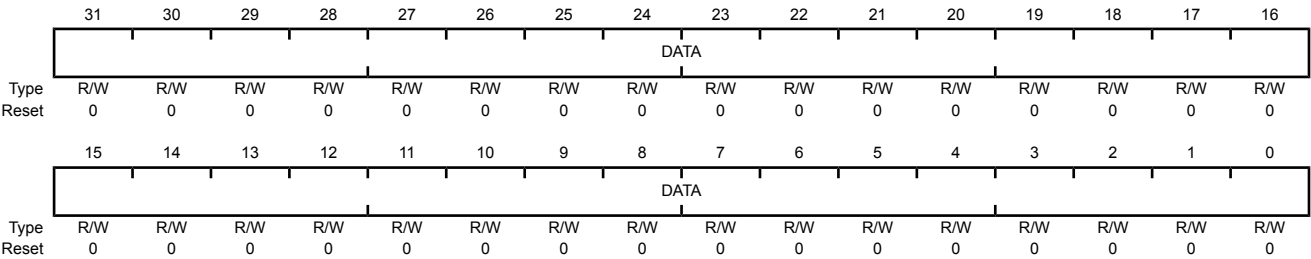 31 30 29 28 27 26 25 24 23 22 21 20 19 18 17 16
DATA
Type R/W R/W R/W R/W R/W R/W R/W R/W R/W R/W R/W R/W R/W R/W R/W R/W
Reset 0 0 0 0 0 0 0 0 0 0 0 0 0 0 0 0
15 14 13 12 11 10 9 8 7 6 5 4 3 2 1 0
DATA
Type R/W R/W R/W R/W R/W R/W R/W R/W R/W R/W R/W R/W R/W R/W R/W R/W
Reset 0 0 0 0 0 0 0 0 0 0 0 0 0 0 0 0